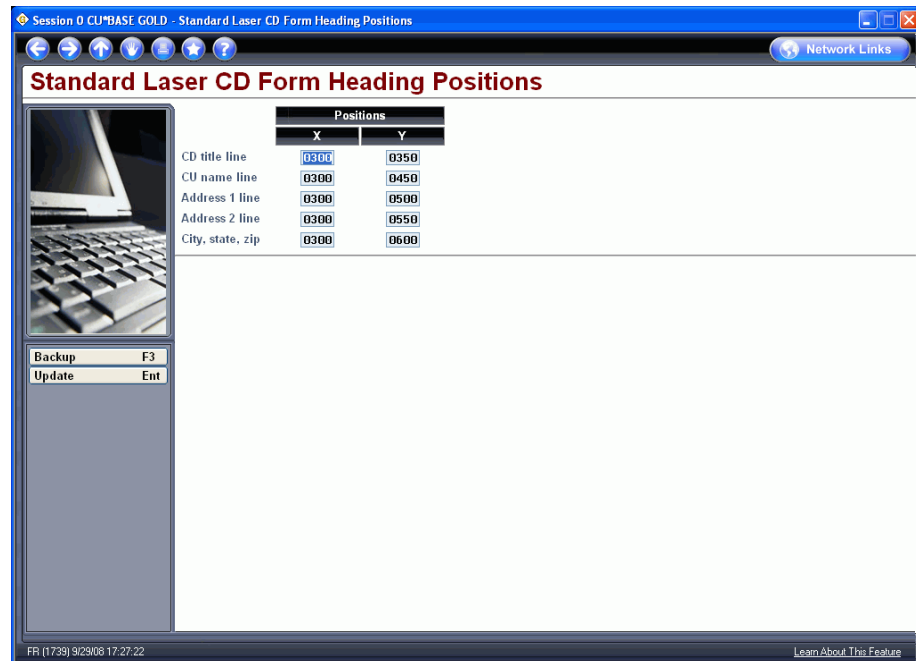 Session 0 CU*BASE GOLD - Standard Laser CD Form Heading Positions
Network Links
Standard Laser CD Form Heading Positions
Positions
X Y
CD title line 0300 0350
CU name line 0300 0450
Address 1 line 0300 0500
Address 2 line 0300 0550
City, state, zip 0300 0600
Backup F3
Update Ent
FR (1739) 9/29/08 17:27:22 Learn About This Feature